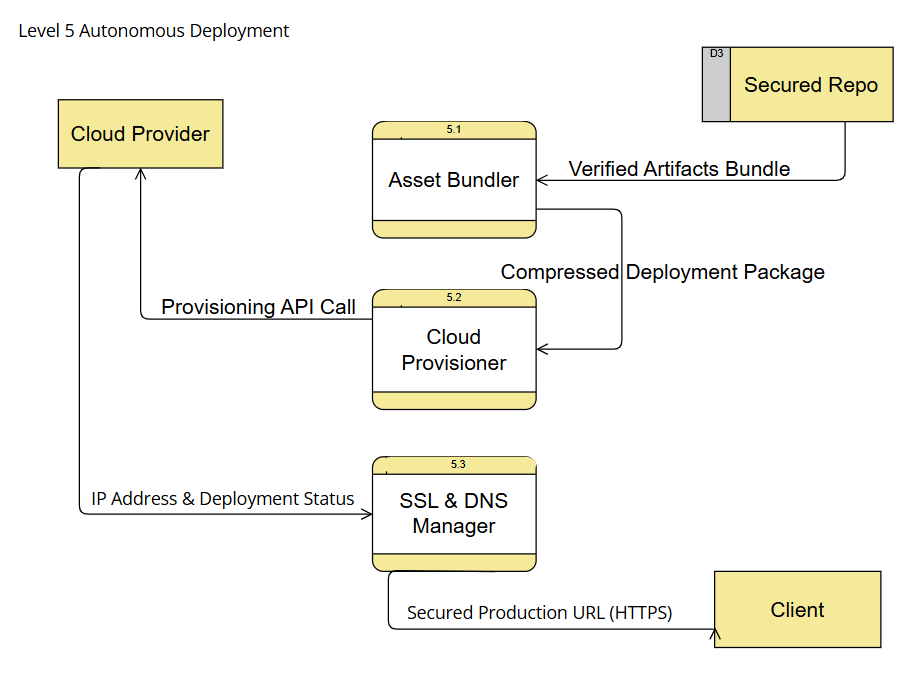 Level 5 Autonomous Deployment
D3
Secured Repo
Cloud Provider
5.1
Asset Bundler
Verified Artifacts Bundle
Compressed Deployment Package
5.2
Provisioning API Call
Cloud
Provisioner
5.3
IP Address & Deployment Status
SSL & DNS
Manager
Secured Production URL (HTTPS)
Client